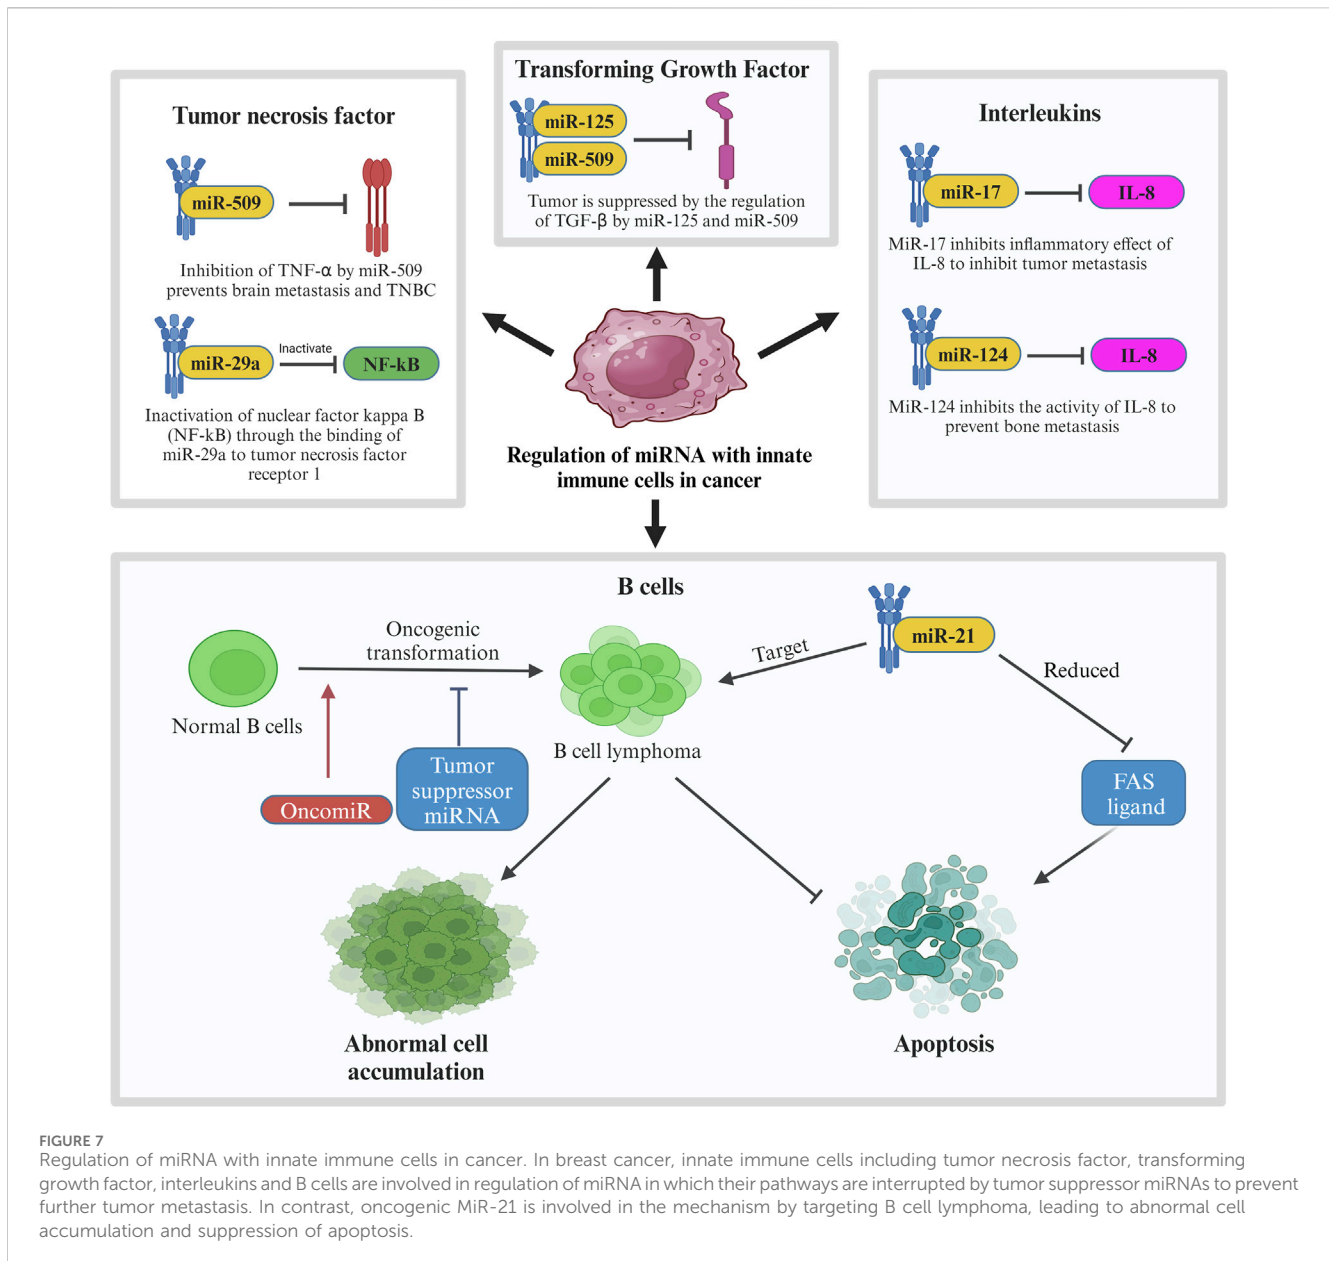 Tumor necrosis factor
miR-509
Inhibition of TNF-α by miR-509
prevents brain metastasis and TNBC
miR-29a
Inactivate
NF-kB
Inactivation of nuclear factor kappa B
(NF-kB) through the binding of
miR-29a to tumor necrosis factor
receptor 1
Transforming Growth Factor
miR-125
miR-509
Tumor is suppressed by the regulation
of TGF-β by miR-125 and miR-509
Interleukins
miR-17
IL-8
MiR-17 inhibits inflammatory effect of
IL-8 to inhibit tumor metastasis
miR-124
IL-8
MiR-124 inhibits the activity of IL-8 to
prevent bone metastasis
Regulation of miRNA with innate
immune cells in cancer
B cells
Oncogenic
transformation
Normal B cells
OncomiR
Tumor
suppressor
miRNA
B cell lymphoma
Target
miR-21
Reduced
FAS
ligand
Abnormal cell
accumulation
Apoptosis
FIGURE 7
Regulation of miRNA with innate immune cells in cancer. In breast cancer, innate immune cells including tumor necrosis factor, transforming
growth factor, interleukins and B cells are involved in regulation of miRNA in which their pathways are interrupted by tumor suppressor miRNAs to prevent
further tumor metastasis. In contrast, oncogenic MiR-21 is involved in the mechanism by targeting B cell lymphoma, leading to abnormal cell
accumulation and suppression of apoptosis.